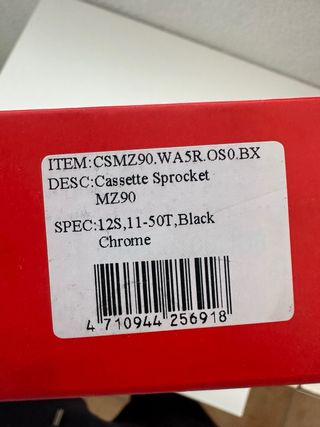 ITEM:CSMZ90.WA5R.OS0.BX
DESC:Cassette Sprocket
MZ90
SPEC:12S,11-50T,Black
Chrome
4 710944 256918